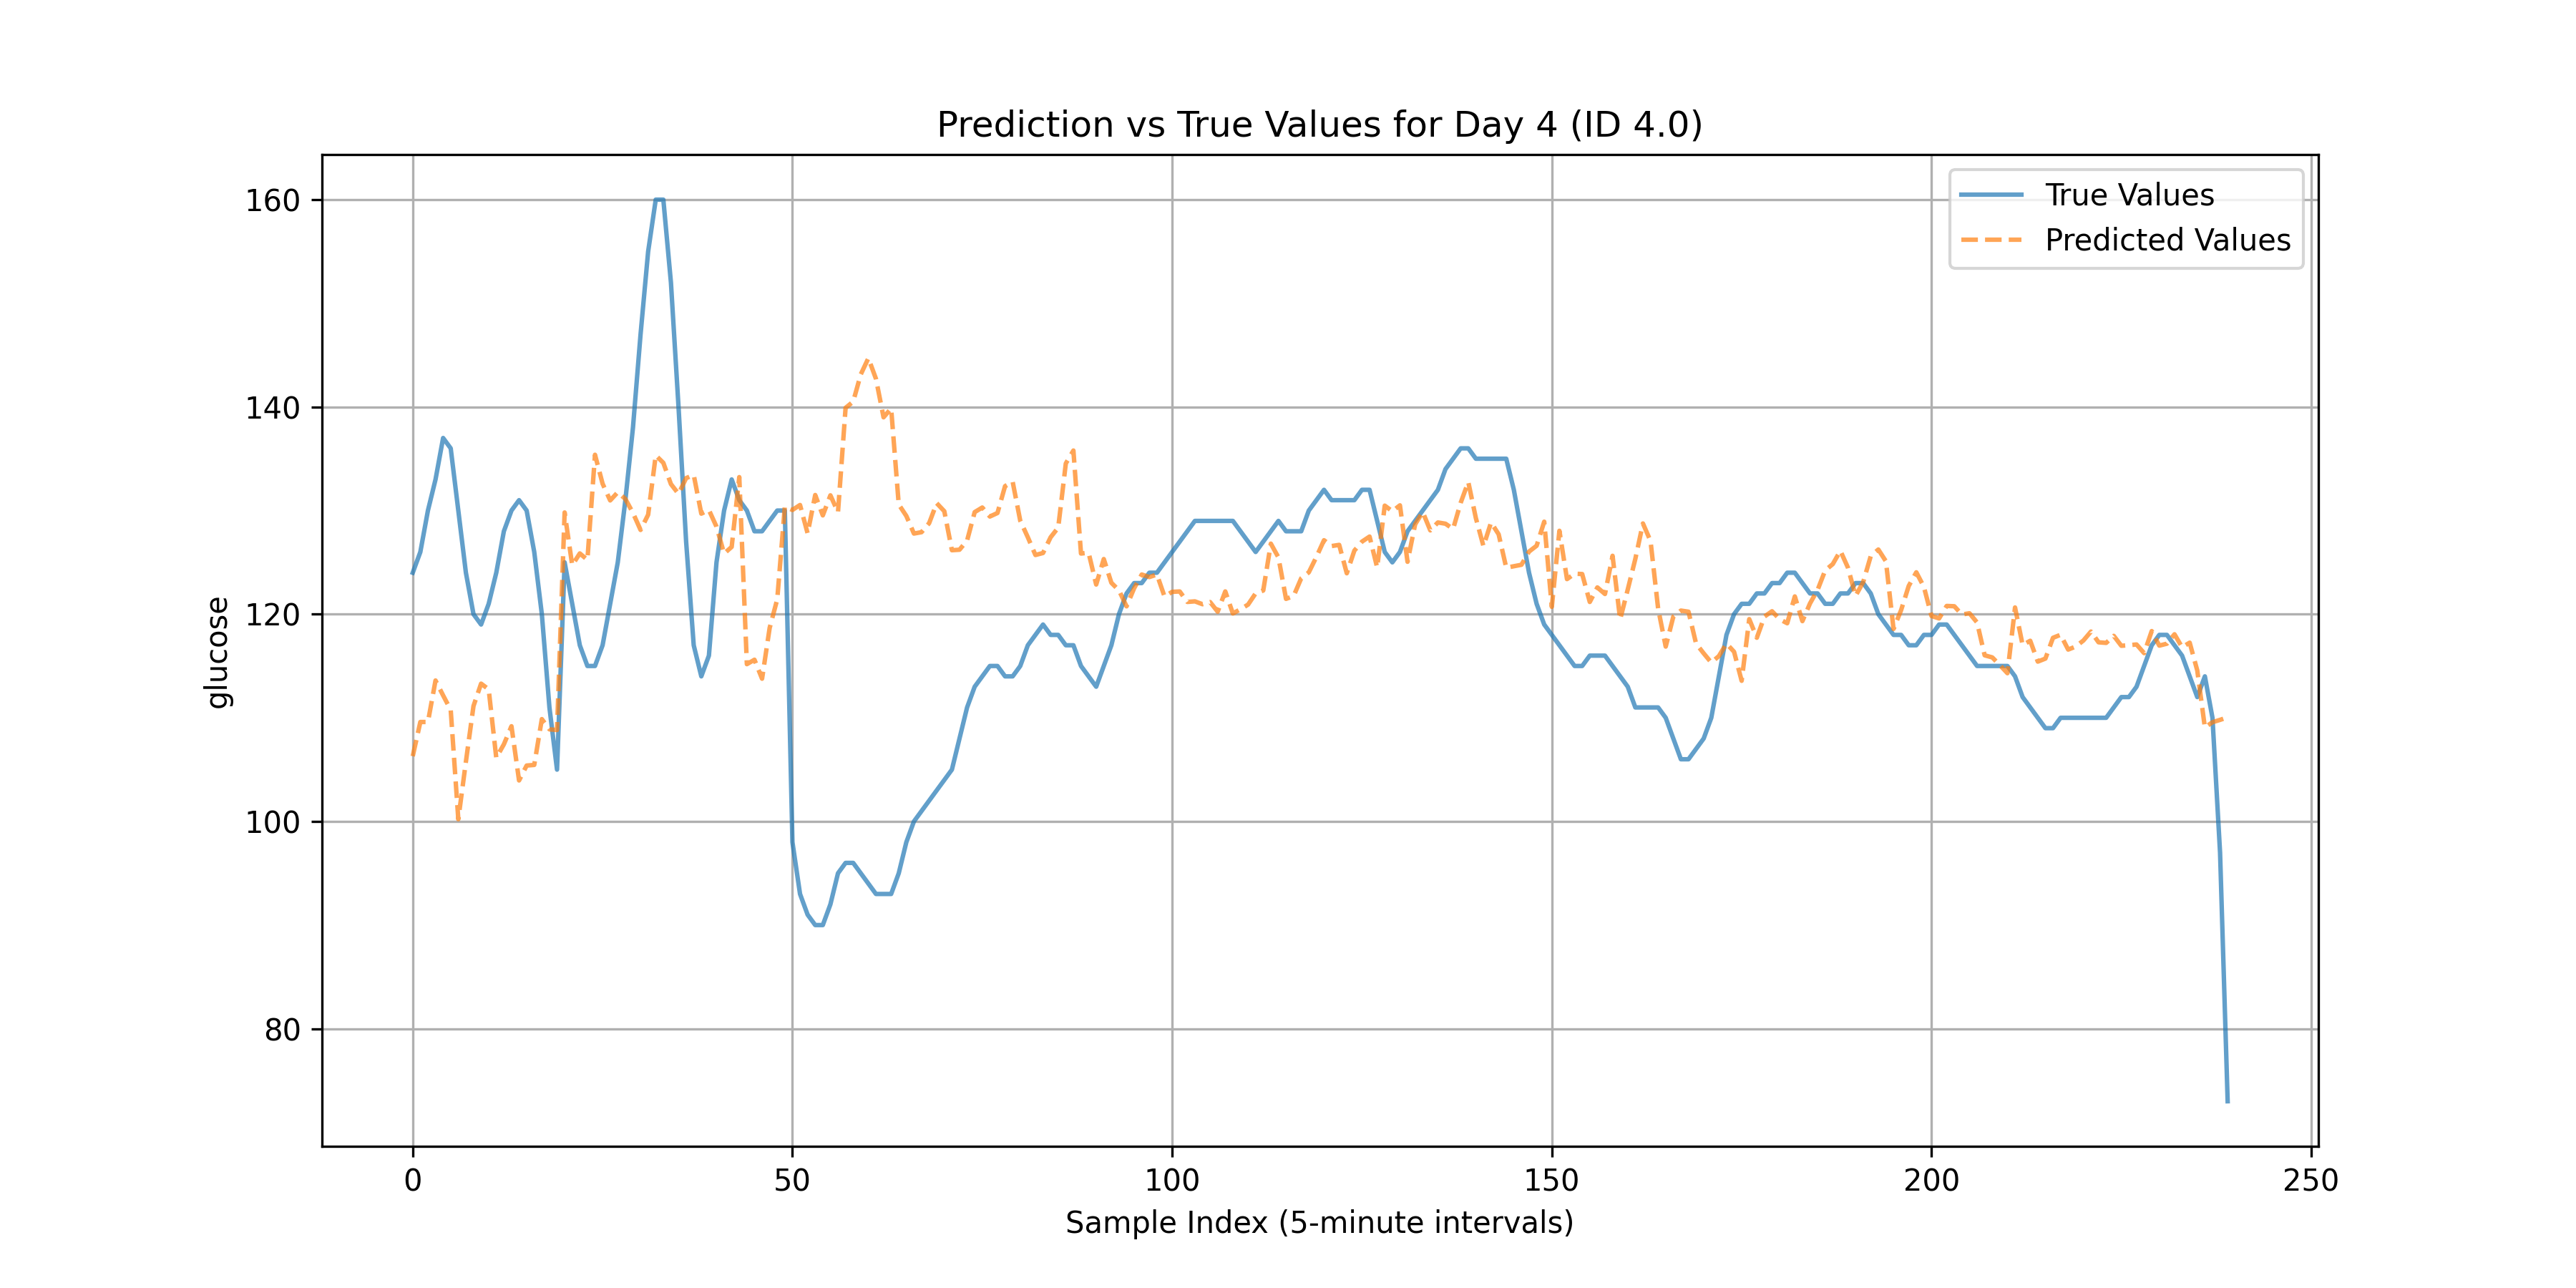 Prediction vs True Values for Day 4 (ID 4.0)
True Values
Predicted Values
160
140
120
100
80
glucose
0 50 100 150 200 250
Sample Index (5-minute intervals)